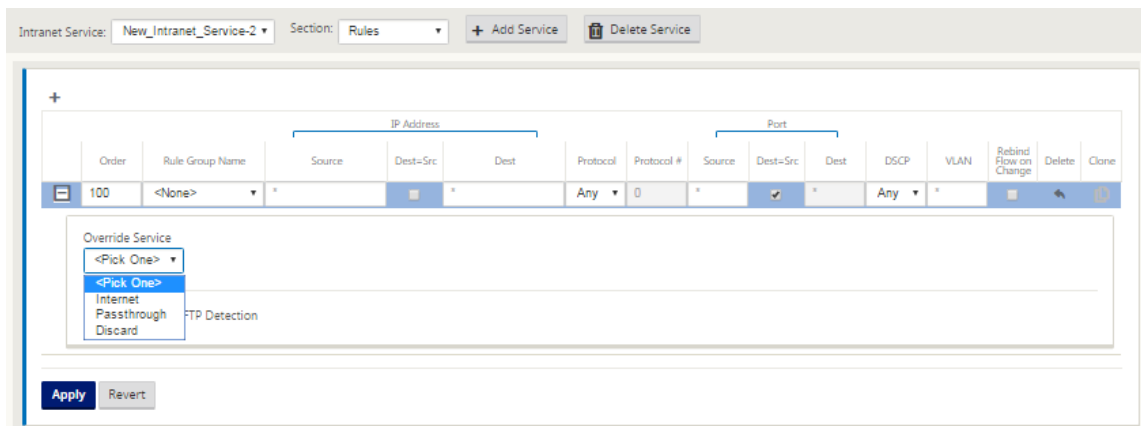 Intranet Service: New_Intranet_Service-2 Section: Rules + Add Service Delete Service
+
IP Address Port
Order Rule Group Name Source Dest=Src Dest Protocol Protocol # Source Dest=Src Dest DSCP VLAN Rebind Flow on Change Delete Clone
100 <None> * * Any 0 * * Any *
Override Service
<Pick One>
<Pick One>
Internet
Passthrough
Discard
FTP Detection
Apply Revert